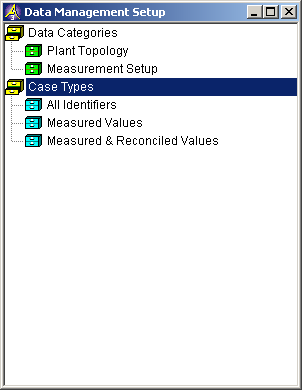 Data Management Setup
Data Categories
Plant Topology
Measurement Setup
Case Types
All Identifiers
Measured Values
Measured & Reconciled Values